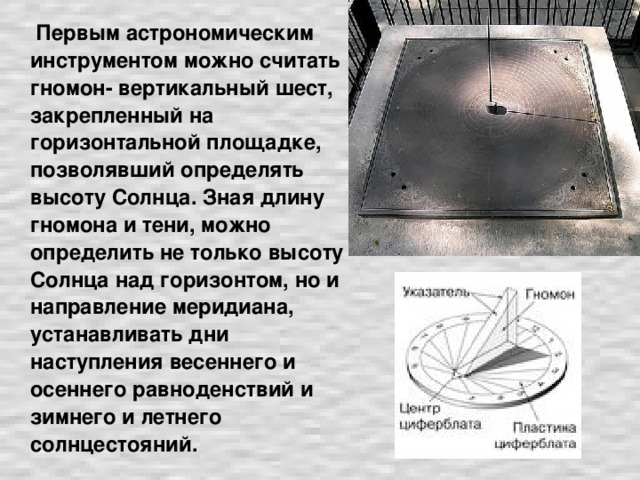 Первым астрономическим
инструментом можно считать
гномон- вертикальный шест,
закрепленный на
горизонтальной площадке,
позволявший определять
высоту Солнца. Зная длину
гномона и тени, можно
определить не только высоту
Солнца над горизонтом, но и
направление меридиана,
устанавливать дни
наступления весеннего и
осеннего равноденствий и
зимнего и летнего
солнцестояний.
Указатель
Гномон
Центр
циферблата
Пластина
циферблата